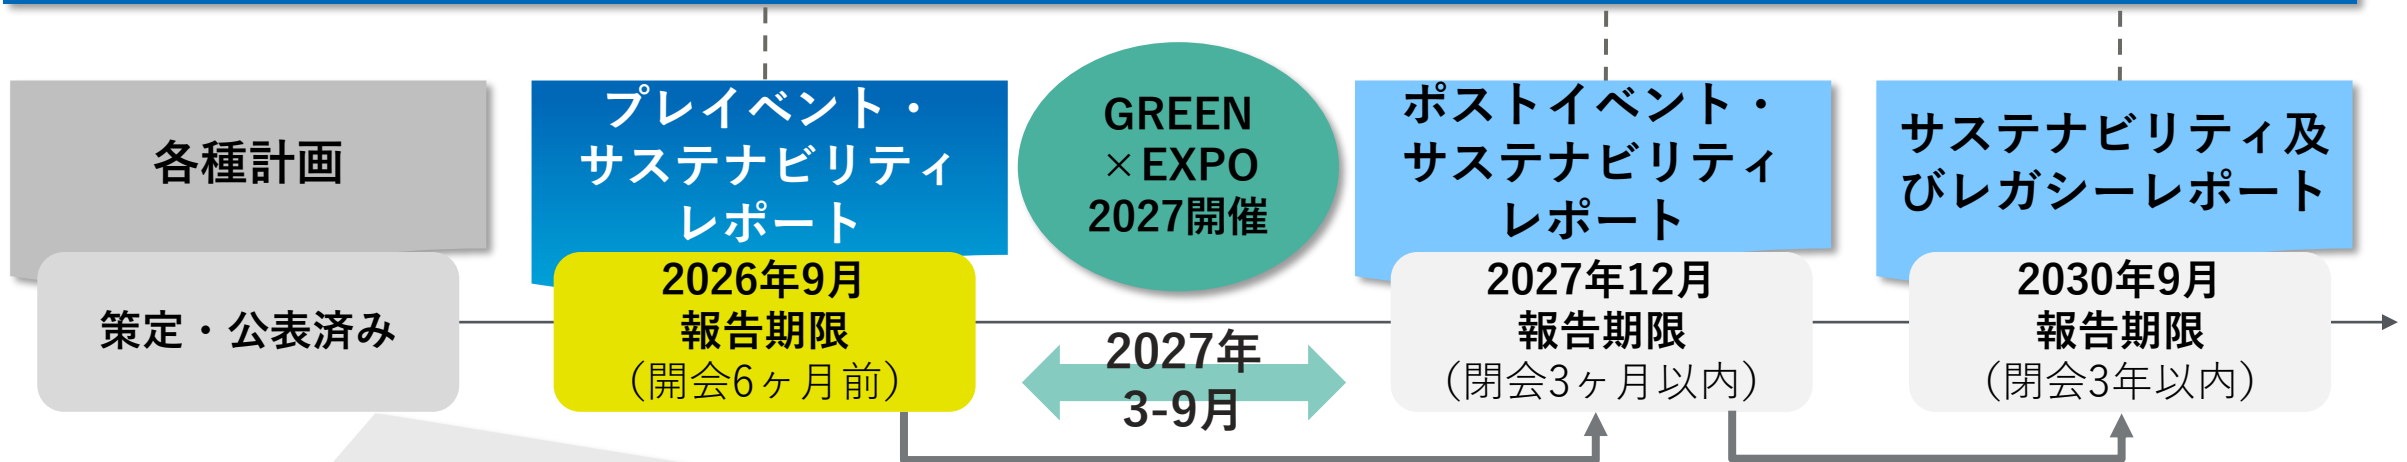 各種計画
策定・公表済み
プレイベント・
サステナビリティ
レポート
2026年9月
報告期限
（開会6ヶ月前）
GREEN
×EXPO
2027開催
2027年
3-9月
ポストイベント・
サステナビリティ
レポート
2027年12月
報告期限
（閉会3ヶ月以内）
サステナビリティ及
びレガシーレポート
2030年9月
報告期限
（閉会3年以内）